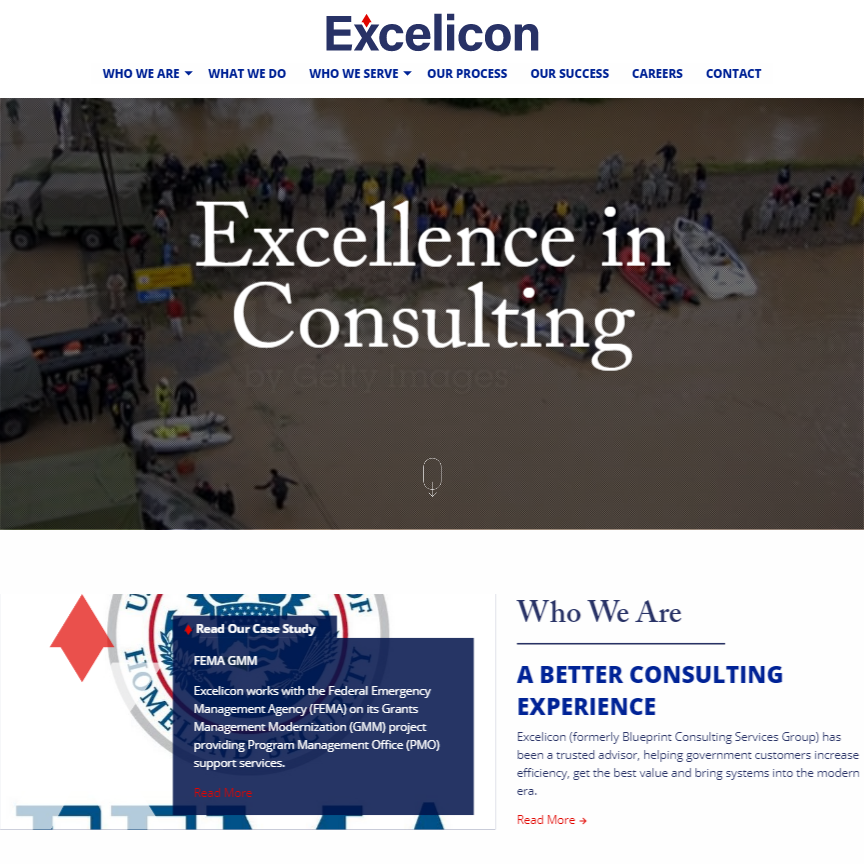 Excelicon
WHO WE ARE WHAT WE DO WHO WE SERVE OUR PROCESS OUR SUCCESS CAREERS CONTACT
Excellence in
Consulting
by Getty Images
Read Our Case Study
FEMA GMM
Excelicon works with the Federal Emergency
Management Agency (FEMA) on its Grants
Management Modernization (GMM) project
providing Program Management Office (PMO)
support services.
Read More
HOMELAND SECURITY
FEMA
Who We Are
A BETTER CONSULTING
EXPERIENCE
Excelicon (formerly Blueprint Consulting Services Group) has
been a trusted advisor, helping government customers increase
efficiency, get the best value and bring systems into the modern
era.
Read More →